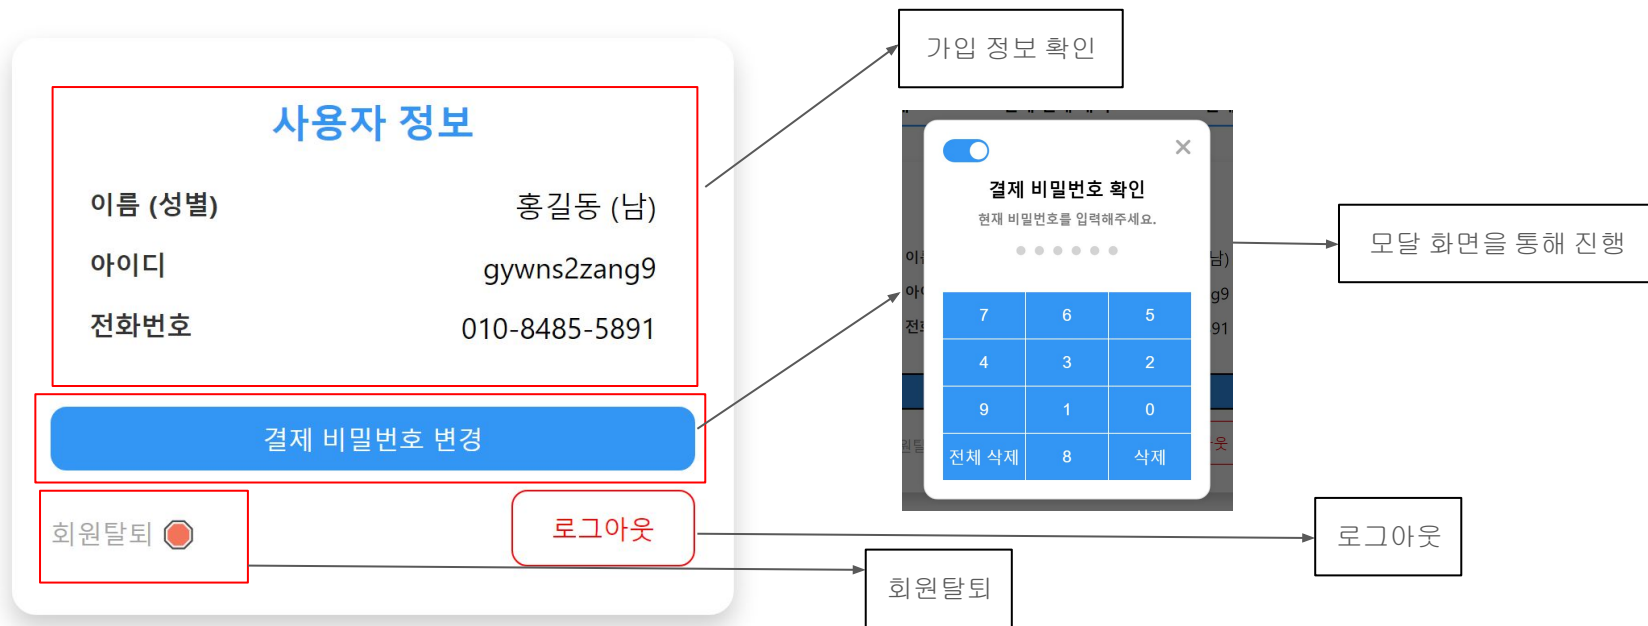 가입 정보 확인
사용자 정보
이름 (성별) 홍길동 (남)
아이디 gywns2zang9
전화번호 010-8485-5891
결제 비밀번호 변경
회원탈퇴
로그아웃
결제 비밀번호 확인
현재 비밀번호를 입력해주세요.
7 6 5
4 3 2
9 1 0
전체 삭제 8 삭제
남)
g9
91
모달 화면을 통해 진행
로그아웃
회원탈퇴